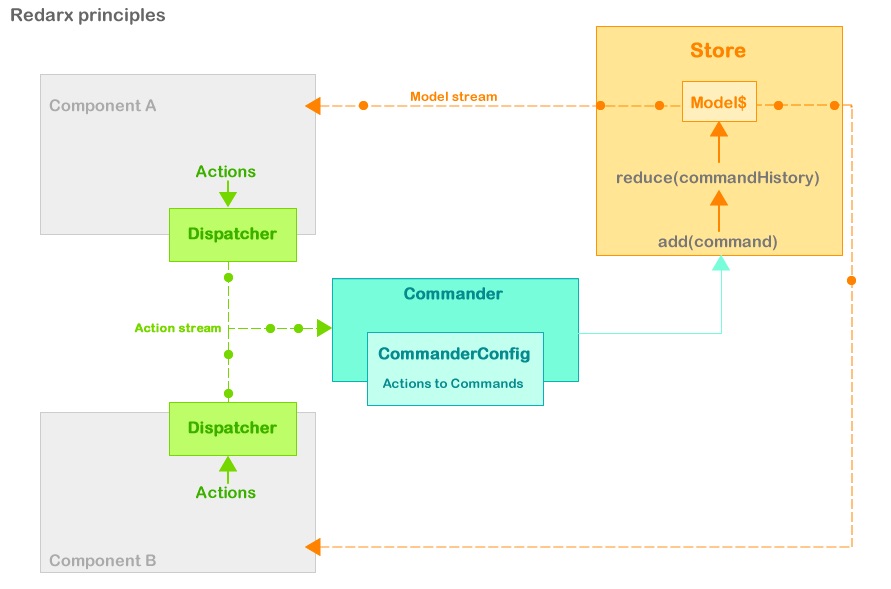 Redarx principles
Store
Model stream
Model$
Component A
Actions
reduce(commandHistory)
Dispatcher
add(command)
Commander
Action stream
CommanderConfig
Actions to Commands
Dispatcher
Actions
Component B